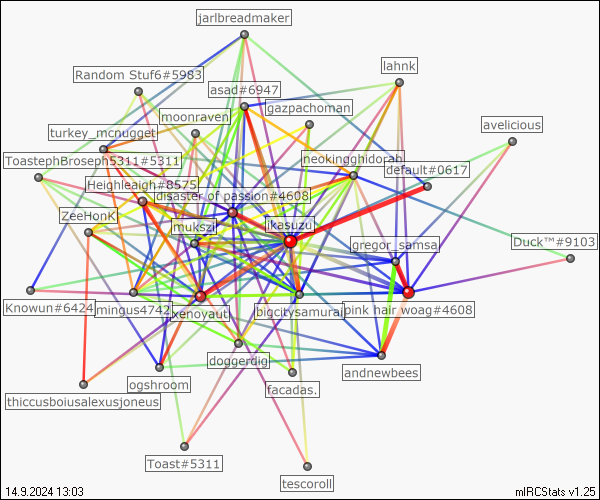 jarlbreadmaker
lahnk
Random Stuf6#5983
asad#6947
gazpachoman
moonraven
avelicious
turkey_mcnugget
neokingghidorah
ToastephBroseph5311#5311
default#0617
Heighleaigh#8575
disaster of passion#4608
ZeeHonK
mukszil
jkasuzu
gregor_samsa
Duck™#9103
Knowun#6424
mingus4742
xenoyaut
bigcitysamurai
pink hair woag#4608
doggerdig
andnewbees
ogshroom
facadas.
thiccusboiusalexusjoneus
Toast#5311
tescoroll
14.9.2024 13:03
mIRCStats v1.25